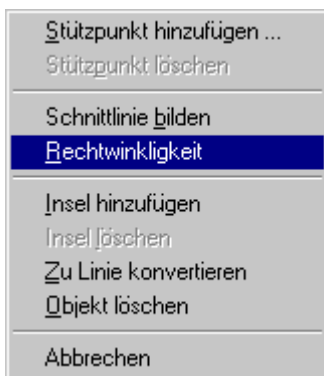 Stützpunkt hinzufügen ...
Stützpunkt löschen
Schnittlinie bilden
Rechtwinkligkeit
Insel hinzufügen
Insel löschen
Zu Linie konvertieren
Objekt löschen
Abbrechen